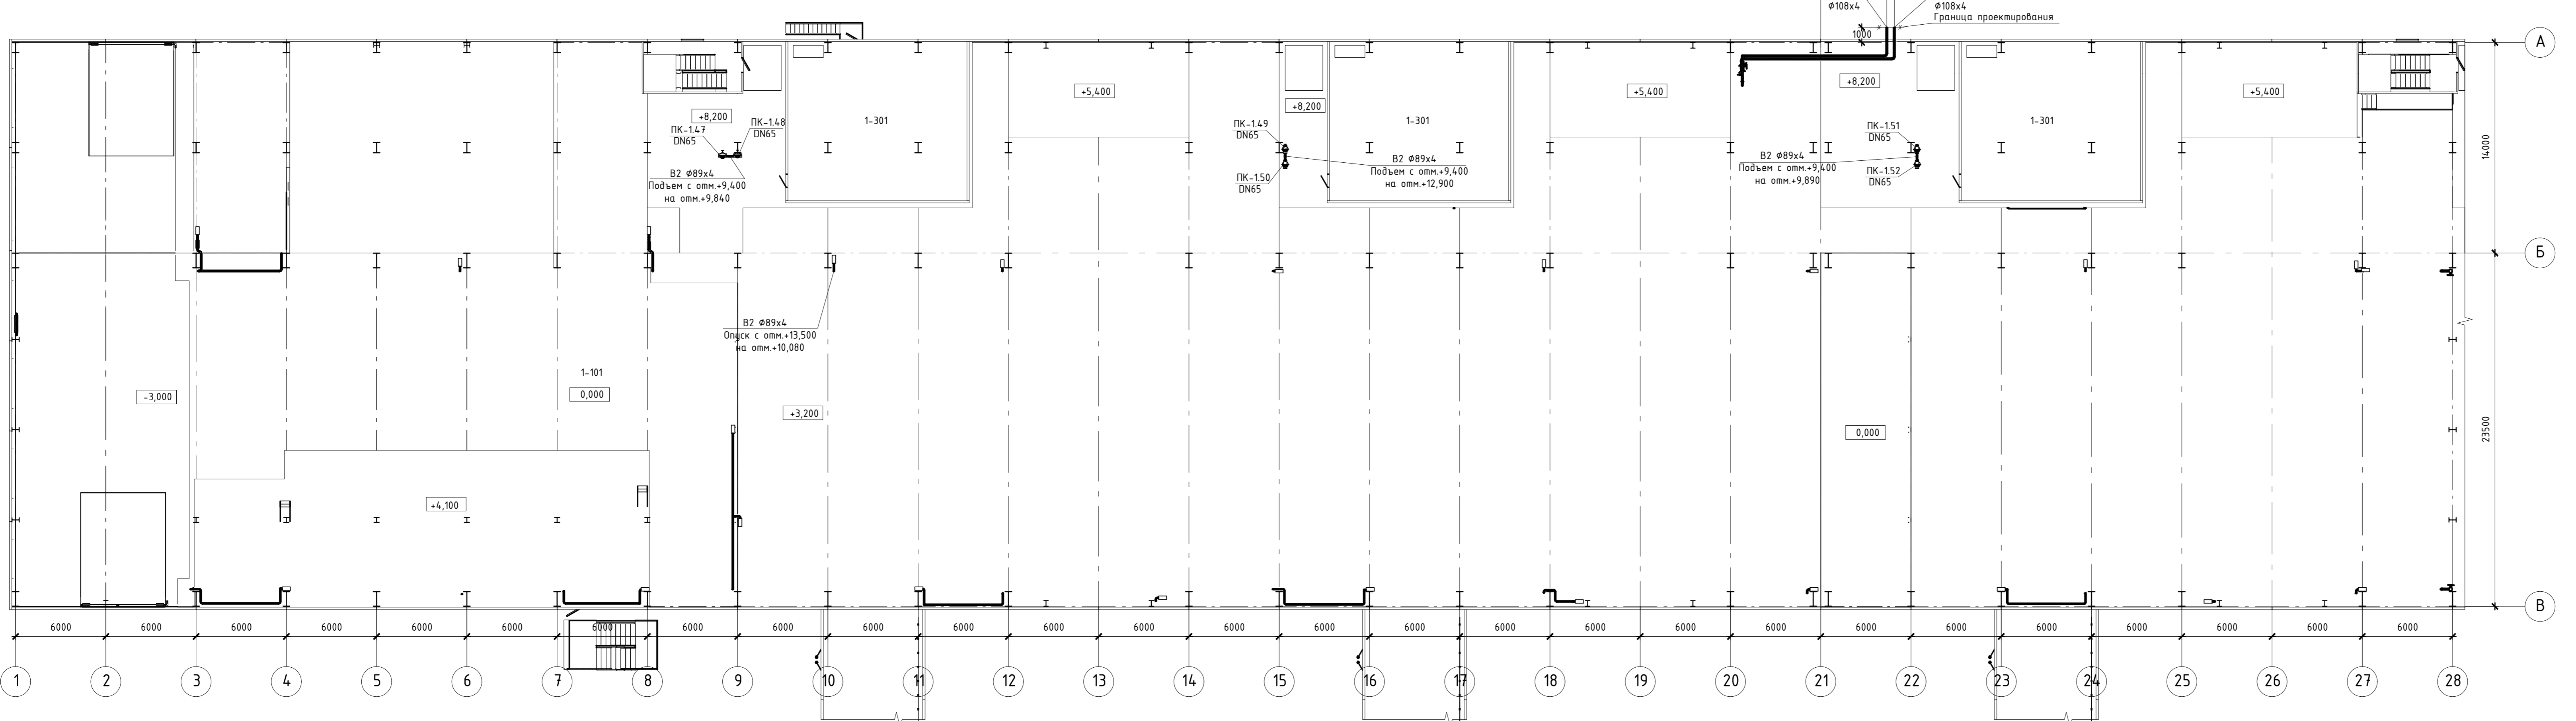 Ø108x4
Ø108x4
Граница проектирования
1000
А
+5,400
+5,400
+8,200
+5,400
+8,200
+8,200
1-301
1-301
1-301
ПК-1.47
DN65
ПК-1.48
DN65
ПК-1.49
DN65
ПК-1.51
DN65
14000
В2 Ø89x4
Подъем с отм.+9,400
на отм.+9,840
ПК-1.50
DN65
В2 Ø89x4
Подъем с отм.+9,400
на отм.+12,900
В2 Ø89x4
Подъем с отм.+9,400
на отм.+9,890
ПК-1.52
DN65
Б
В2 Ø89x4
Опуск с отм.+13,500
на отм.+10,080
1-101
0,000
-3,000
+3,200
0,000
23500
+4,100
В
6000 6000 6000 6000 6000 6000 6000 6000 6000 6000 6000 6000 6000 6000 6000 6000 6000 6000 6000 6000 6000 6000 6000 6000 6000 6000 6000
1 2 3 4 5 6 7 8 9 10 11 12 13 14 15 16 17 18 19 20 21 22 23 24 25 26 27 28